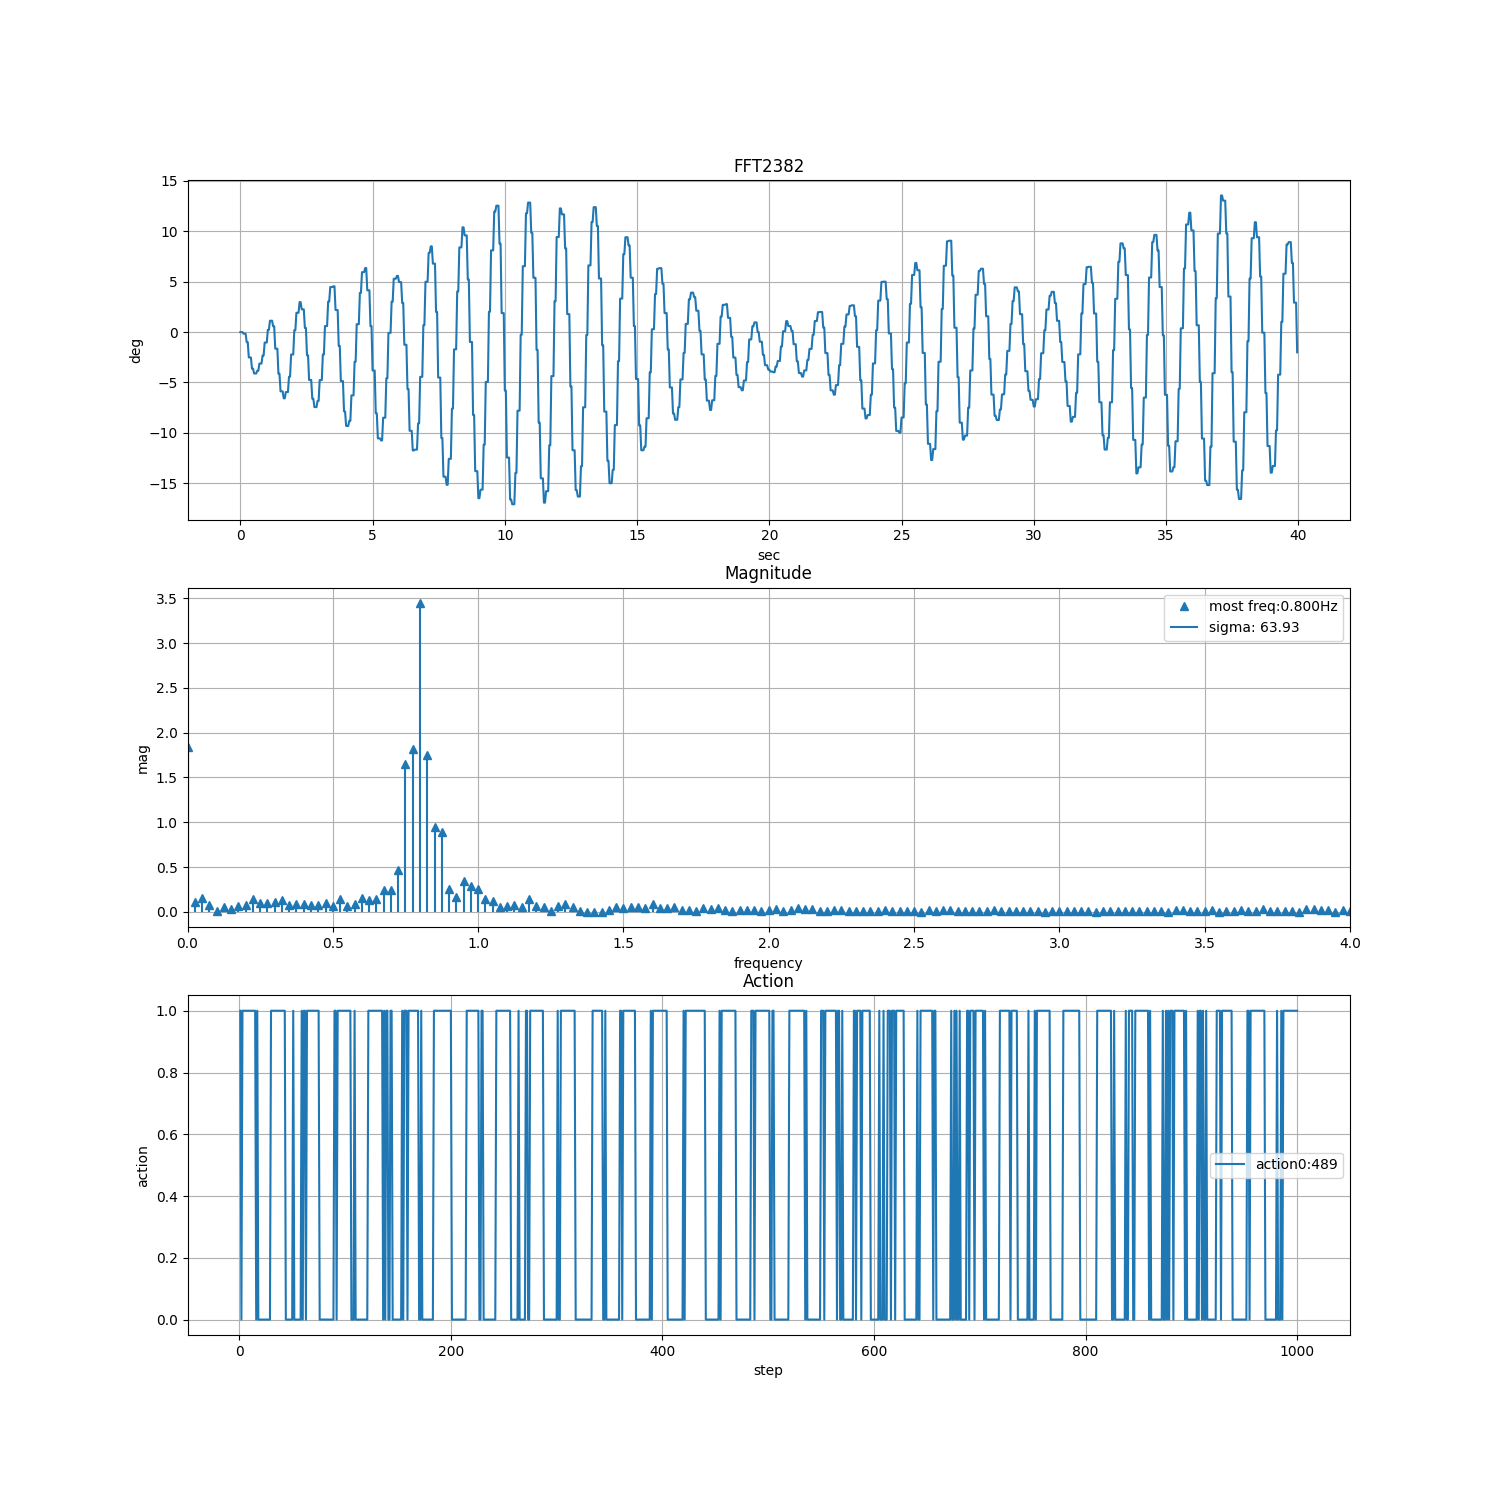 FFT2382
15
10
5
0
−5
−10
−15
deg
0 5 10 15 20 25 30 35 40
sec
Magnitude
3.5
3.0
2.5
2.0
1.5
1.0
0.5
0.0
mag
most freq:0.800Hz
sigma: 63.93
0.0 0.5 1.0 1.5 2.0 2.5 3.0 3.5 4.0
frequency
Action
1.0
0.8
0.6
0.4
0.2
0.0
action
action0:489
0 200 400 600 800 1000
step